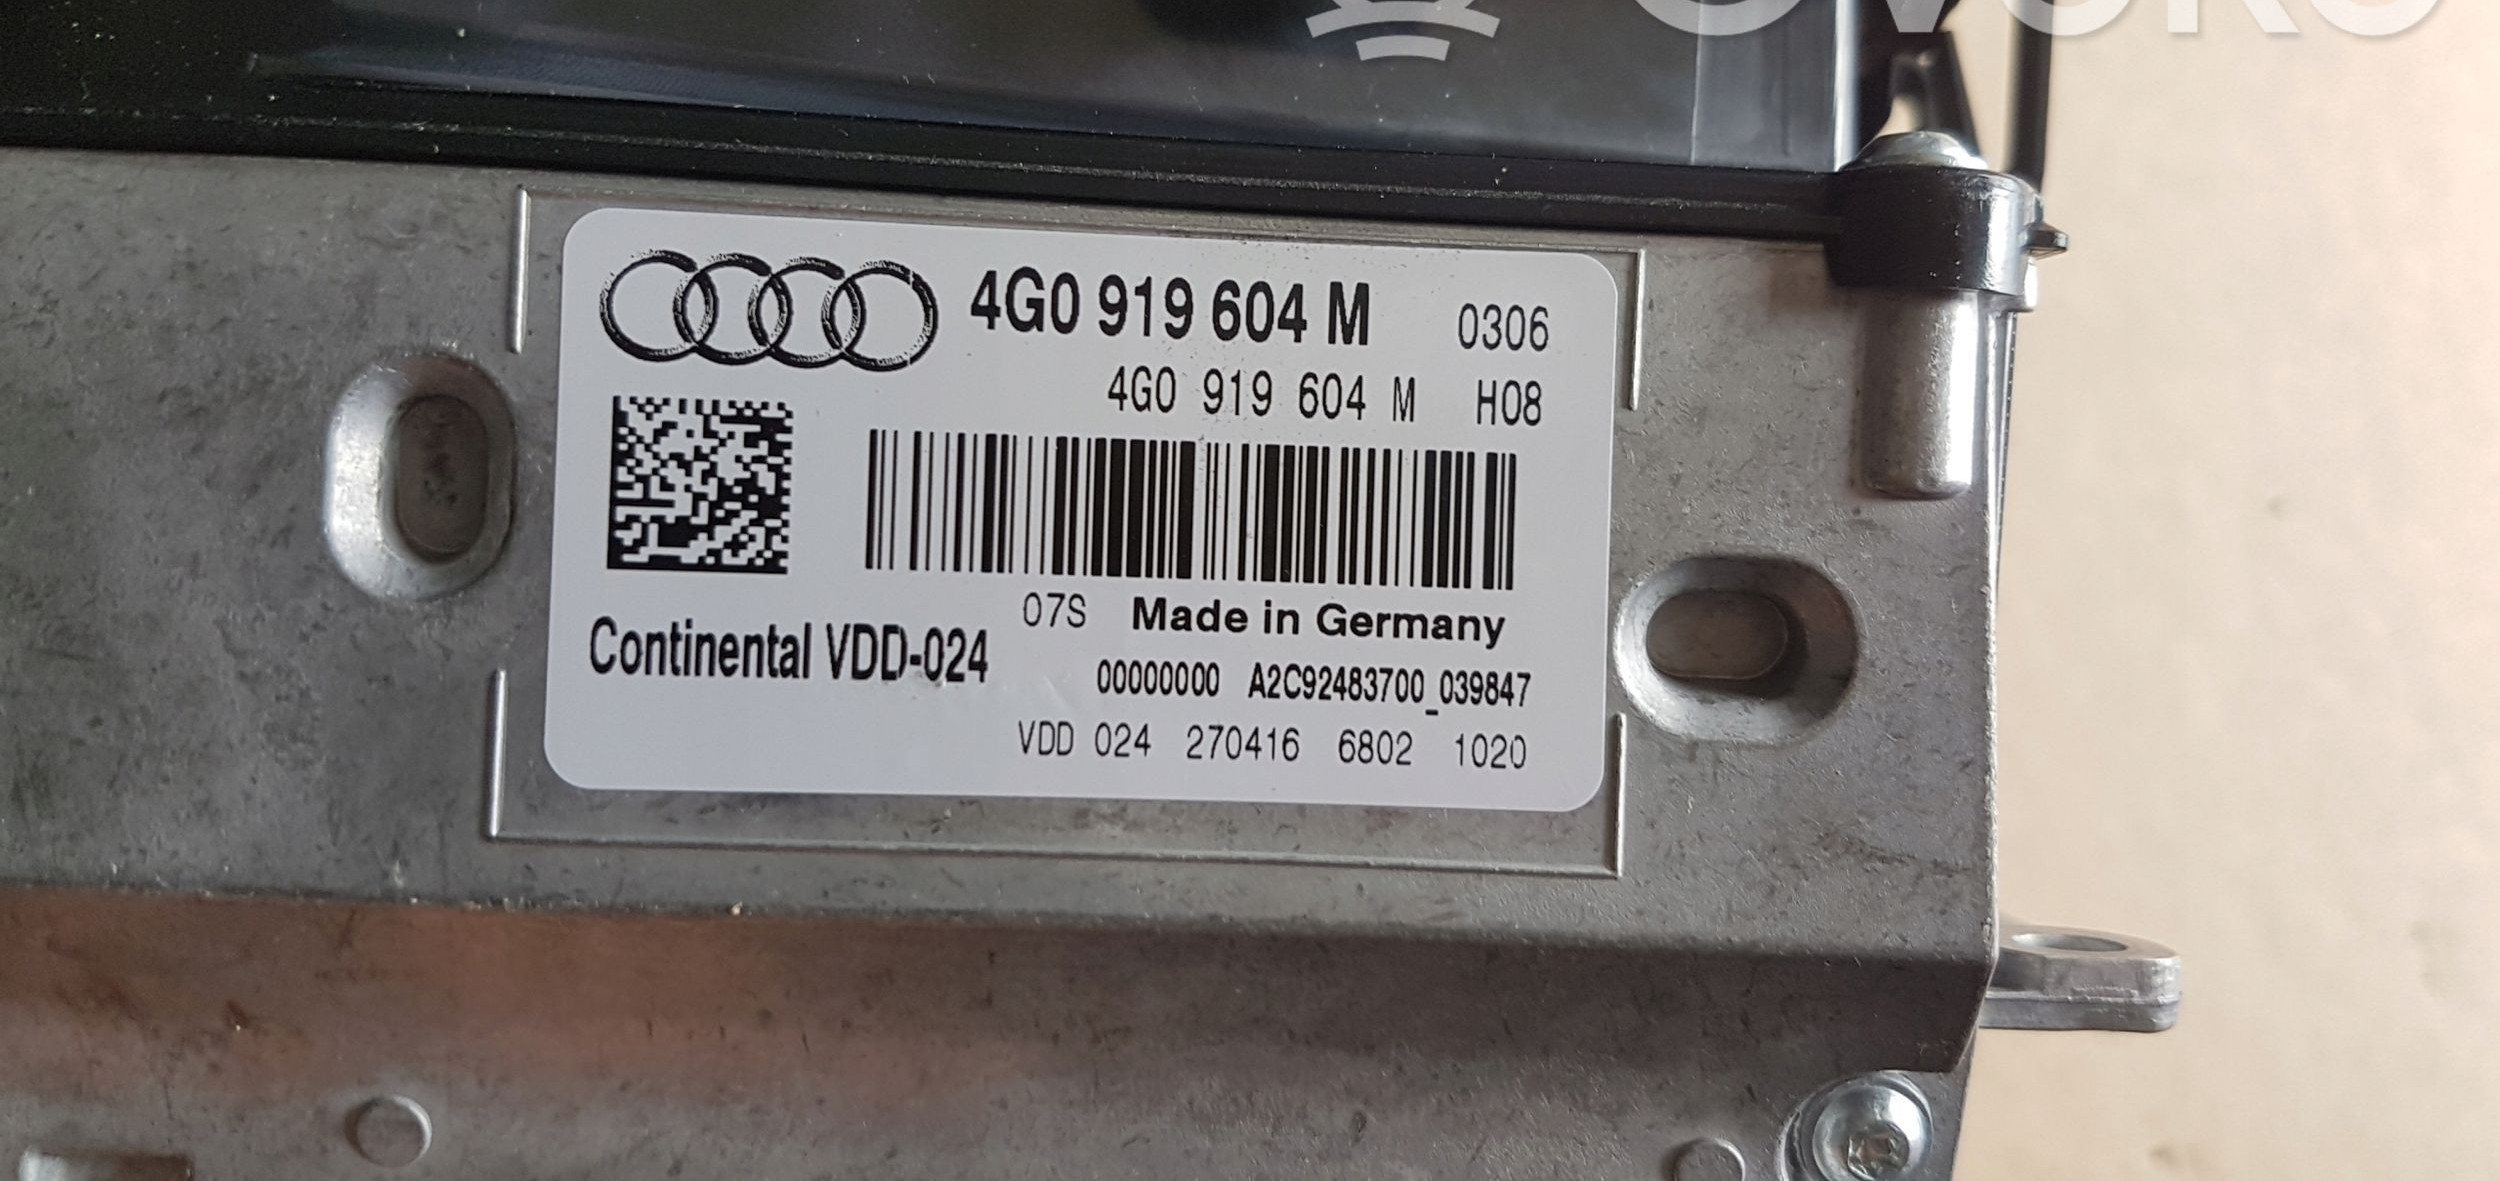 OVOKO
4G0 919 604 M 0306
4G0 919 604 M H08
07S Made in Germany
Continental VDD-024
00000000 A2C92483700_039847
VDD 024 270416 6802 1020